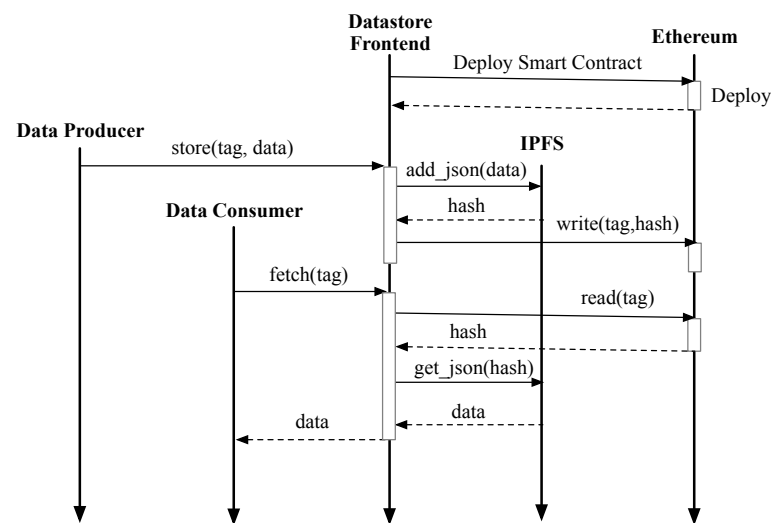 Datastore
Frontend
Ethereum
Deploy Smart Contract
Deploy
Data Producer
store(tag, data)
IPFS
add_json(data)
Data Consumer
hash
write(tag,hash)
fetch(tag)
read(tag)
hash
get_json(hash)
data
data